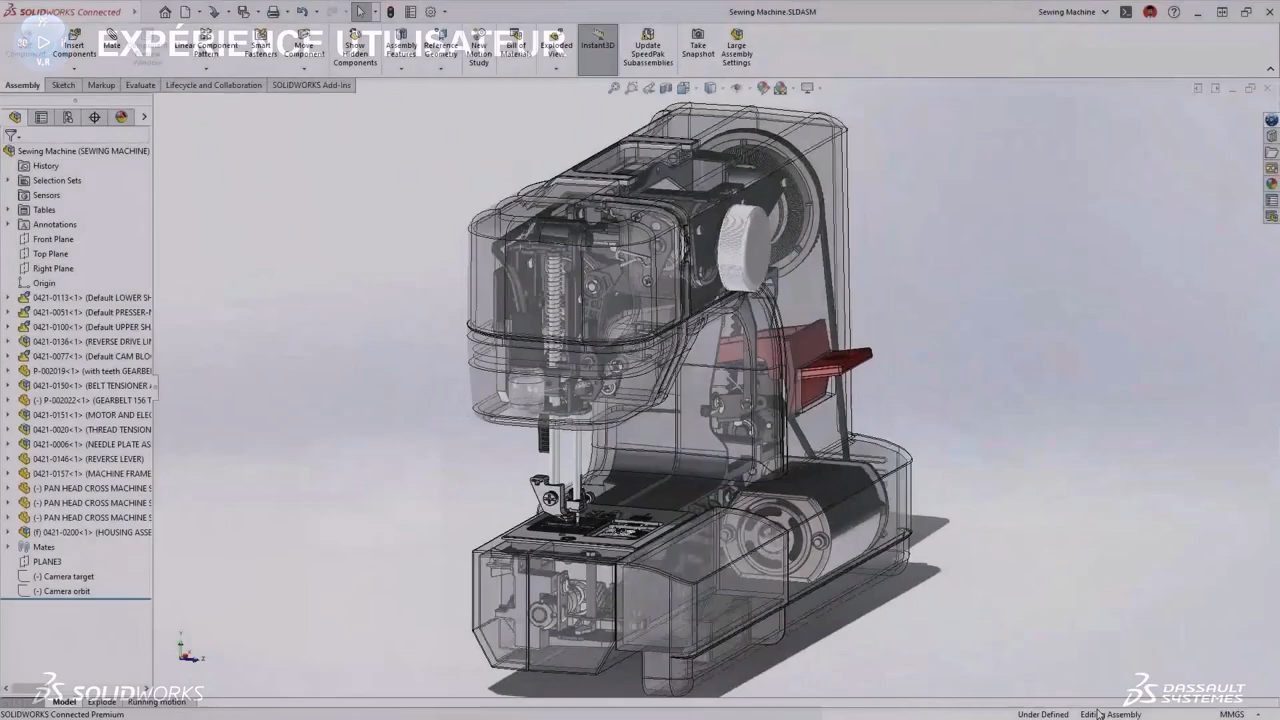 SOLIDWORKS Connected
Sewing Machine.SLDASM
Sewing Machine
EXPÉRIENCE UTILISATEUR
Insert Components
Mate
Linear Component Pattern
Smart Fasteners
Move Component
Show Hidden Components
Assembly Features
Reference Geometry
New Motion Study
Bill of Materials
Exploded View
Instant3D
Update SpeedPak Subassemblies
Take Snapshot
Large Assembly Settings
3D
V.R
Assembly
Sketch
Markup
Evaluate
Lifecycle and Collaboration
SOLIDWORKS Add-Ins
Sewing Machine (SEWING MACHINE)
History
Selection Sets
Sensors
Tables
Annotations
Front Plane
Top Plane
Right Plane
Origin
0421-0113<1> (Default LOWER SH
0421-0051<1> (Default PRESSER-
0421-0100<1> (Default UPPER SH
0421-0136<1> (REVERSE DRIVE LIN
0421-0077<1> (Default CAM BLO
P-002019<1> (with teeth GEARBE
0421-0150<1> (BELT TENSIONER
(-) P-002022<1> (GEARBELT 156 T
0421-0151<1> (MOTOR AND ELE
0421-0020<1> (THREAD TENSION
0421-0006<1> (NEEDLE PLATE AS
0421-0146<1> (REVERSE LEVER)
0421-0157<1> (MACHINE FRAME
(-) PAN HEAD CROSS MACHINE S
(-) PAN HEAD CROSS MACHINE S
(-) PAN HEAD CROSS MACHINE S
(f) 0421-0200<1> (HOUSING ASSE
Mates
PLANE3
(-) Camera target
(-) Camera orbit
SOLIDWORKS
DASSAULT SYSTEMES
Model
Explode
Running motion
SOLIDWORKS Connected Premium
Under Defined
Editing Assembly
MMGS